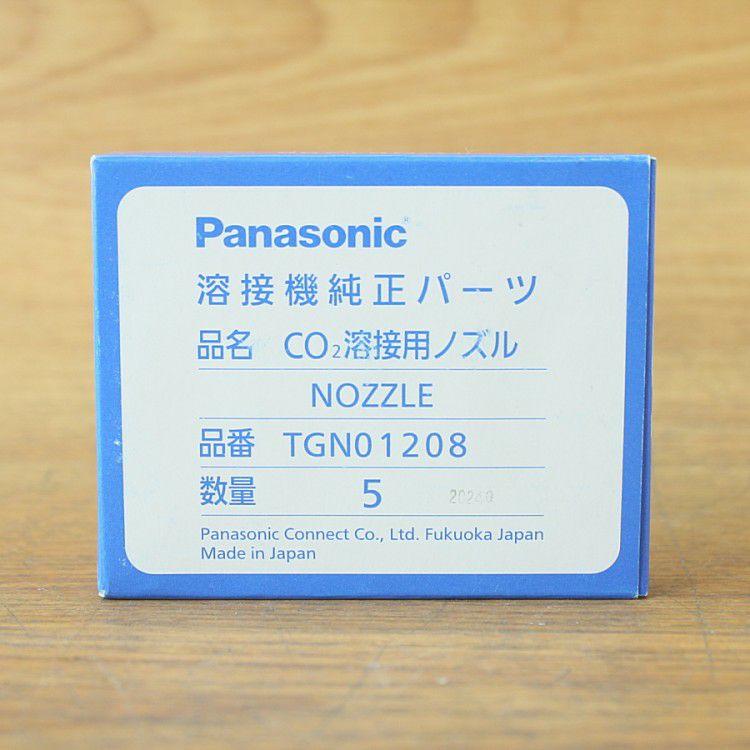 Panasonic®
溶接機純正パーツ
品名 CO₂溶接用ノズル
NOZZLE
品番 TGN01208
数量 5
Panasonic Connect Co., Ltd. Fukuoka Japan
Made in Japan